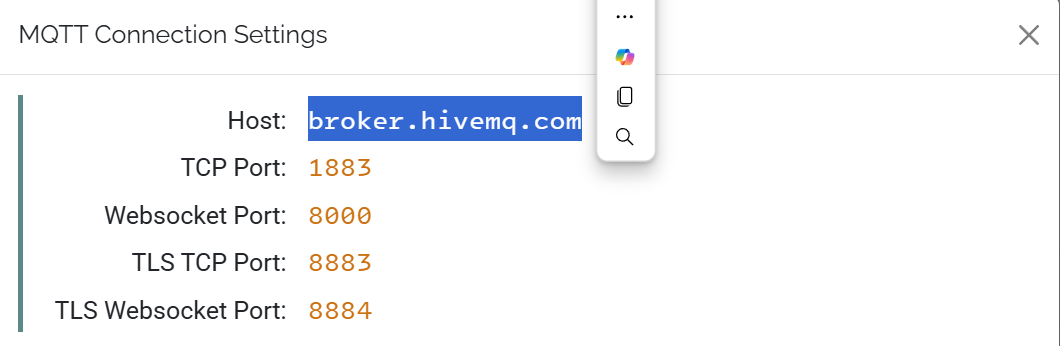 MQTT Connection Settings
Host: broker.hivemq.com
TCP Port: 1883
Websocket Port: 8000
TLS TCP Port: 8883
TLS Websocket Port: 8884